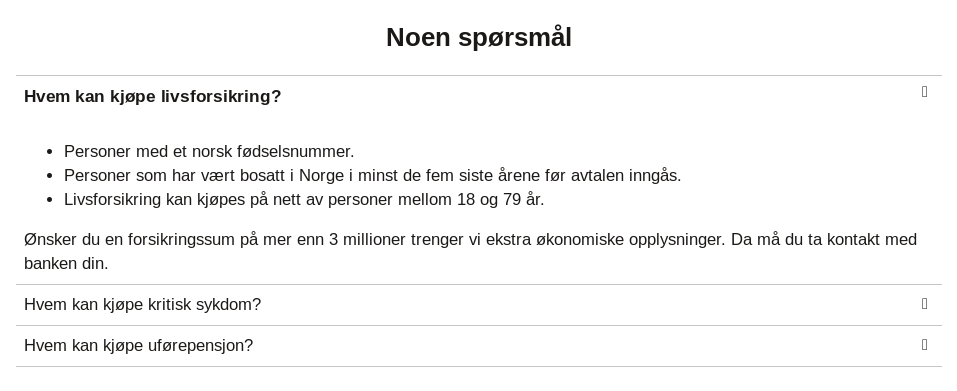 Noen spørsmål
Hvem kan kjøpe livsforsikring?
• Personer med et norsk fødselsnummer.
• Personer som har vært bosatt i Norge i minst de fem siste årene før avtalen inngås.
• Livsforsikring kan kjøpes på nett av personer mellom 18 og 79 år.
Ønsker du en forsikringssum på mer enn 3 millioner trenger vi ekstra økonomiske opplysninger. Da må du ta kontakt med
banken din.
Hvem kan kjøpe kritisk sykdom?
Hvem kan kjøpe uførepensjon?